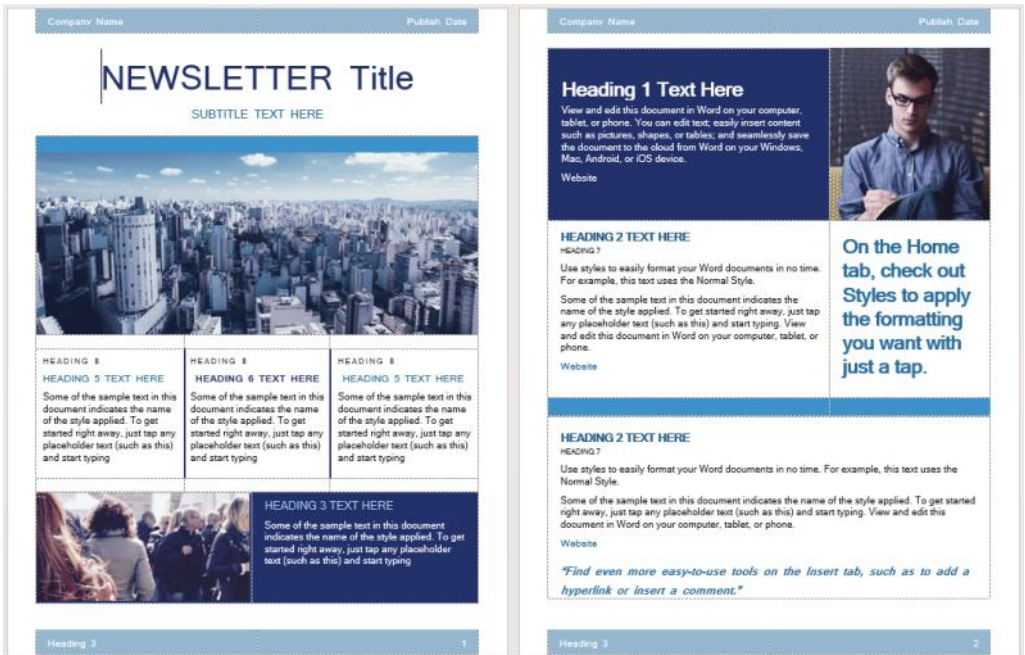 Company Name Publish Date
NEWSLETTER Title
SUBTITLE TEXT HERE
HEADING 8
HEADING 5 TEXT HERE
Some of the sample text in this
document indicates the name
of the style applied. To get
started right away, just tap any
placeholder text (such as this)
and start typing
HEADING 8
HEADING 6 TEXT HERE
Some of the sample text in this
document indicates the name
of the style applied. To get
started right away, just tap any
placeholder text (such as this)
and start typing
HEADING 8
HEADING 5 TEXT HERE
Some of the sample text in this
document indicates the name
of the style applied. To get
started right away, just tap any
placeholder text (such as this)
and start typing
HEADING 3 TEXT HERE
Some of the sample text in this document
indicates the name of the style applied. To get
started right away, just tap any placeholder
text (such as this) and start typing
Heading 3 1
Company Name Publish Date
Heading 1 Text Here
View and edit this document in Word on your computer,
tablet, or phone. You can edit text; easily insert content
such as pictures, shapes, or tables; and seamlessly save
the document to the cloud from Word on your Windows,
Mac, Android, or iOS device.
Website
HEADING 2 TEXT HERE
HEADING 7
Use styles to easily format your Word documents in no time.
For example, this text uses the Normal Style.
Some of the sample text in this document indicates the
name of the style applied. To get started right away, just tap
any placeholder text (such as this) and start typing. View
and edit this document in Word on your computer, tablet, or
phone.
Website
On the Home
tab, check out
Styles to apply
the formatting
you want with
just a tap.
HEADING 2 TEXT HERE
HEADING 7
Use styles to easily format your Word documents in no time. For example, this text uses the
Normal Style.
Some of the sample text in this document indicates the name of the style applied. To get started
right away, just tap any placeholder text (such as this) and start typing. View and edit this
document in Word on your computer, tablet, or phone.
Website
"Find even more easy-to-use tools on the Insert tab, such as to add a
hyperlink or insert a comment."
Heading 3 2